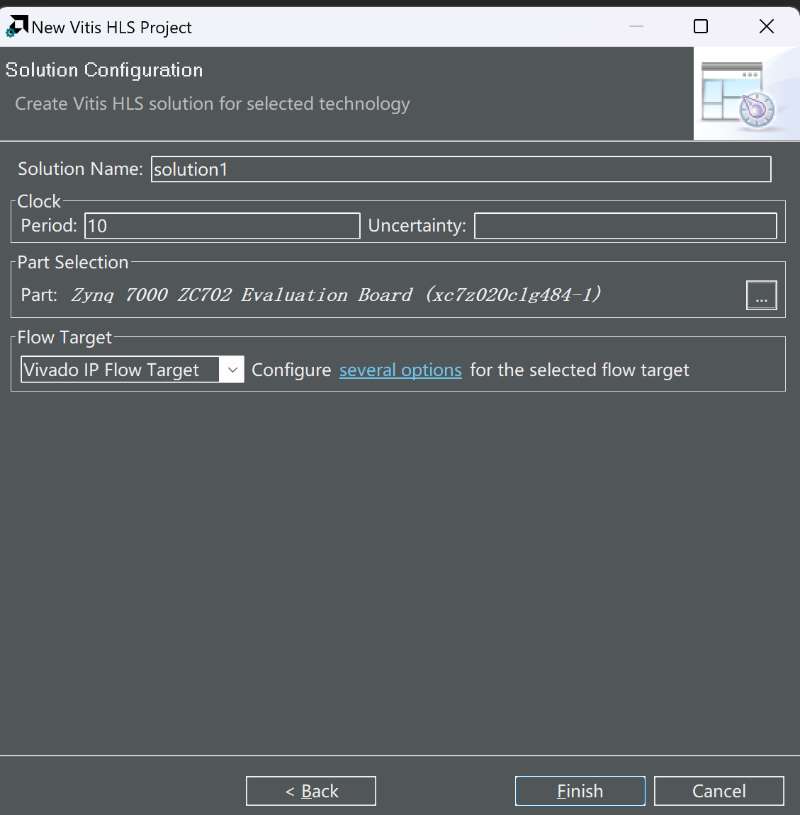 New Vitis HLS Project
Solution Configuration
Create Vitis HLS solution for selected technology
Solution Name: solution1
Clock
Period: 10 Uncertainty:
Part Selection
Part: Zynq 7000 ZC702 Evaluation Board (xc7z020clg484-1) ...
Flow Target
Vivado IP Flow Target Configure several options for the selected flow target
< Back Finish Cancel